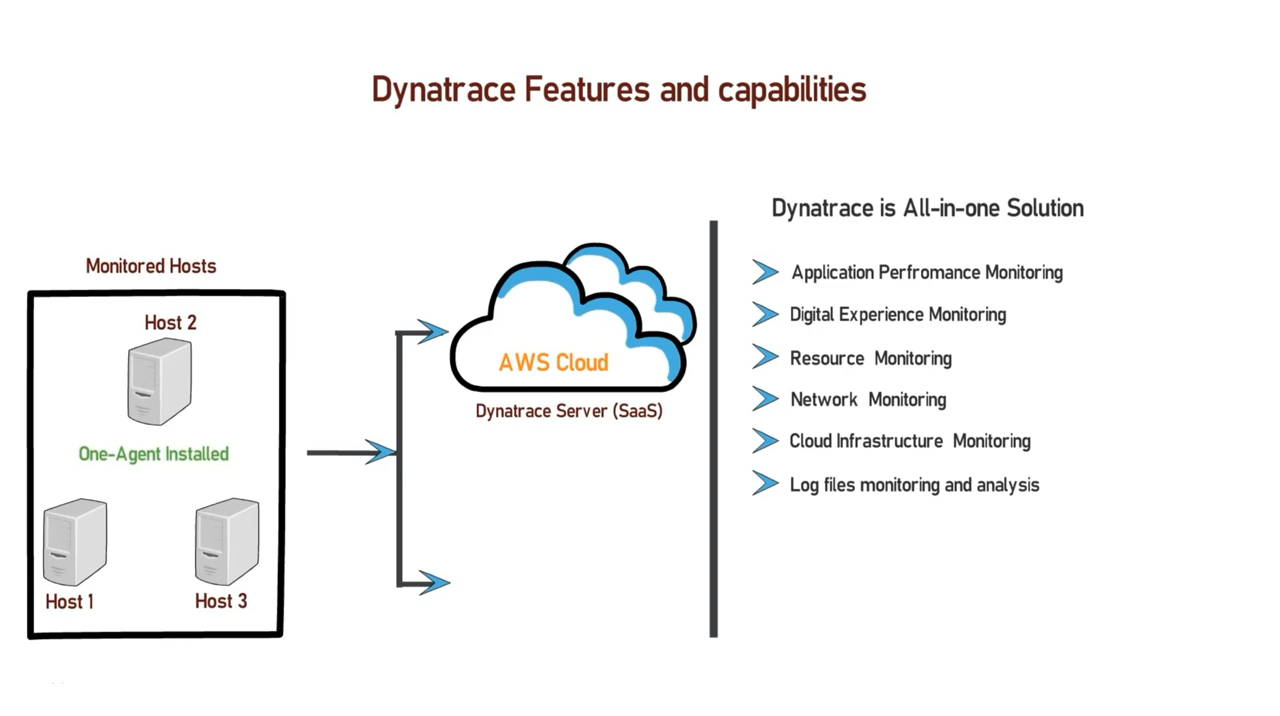 Dynatrace Features and capabilities
Monitored Hosts
Host 2
One-Agent Installed
Host 1
Host 3
AWS Cloud
Dynatrace Server (SaaS)
Dynatrace is All-in-one Solution
Application Perfromance Monitoring
Digital Experience Monitoring
Resource Monitoring
Network Monitoring
Cloud Infrastructure Monitoring
Log files monitoring and analysis